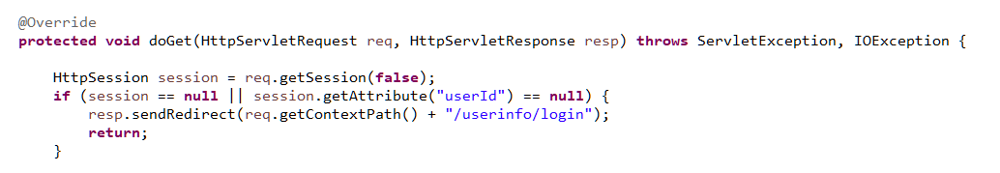 @Override
protected void doGet(HttpServletRequest req, HttpServletResponse resp) throws ServletException, IOException {
HttpSession session = req.getSession(false);
if (session == null || session.getAttribute("userId") == null) {
resp.sendRedirect(req.getContextPath() + "/userinfo/login");
return;
}